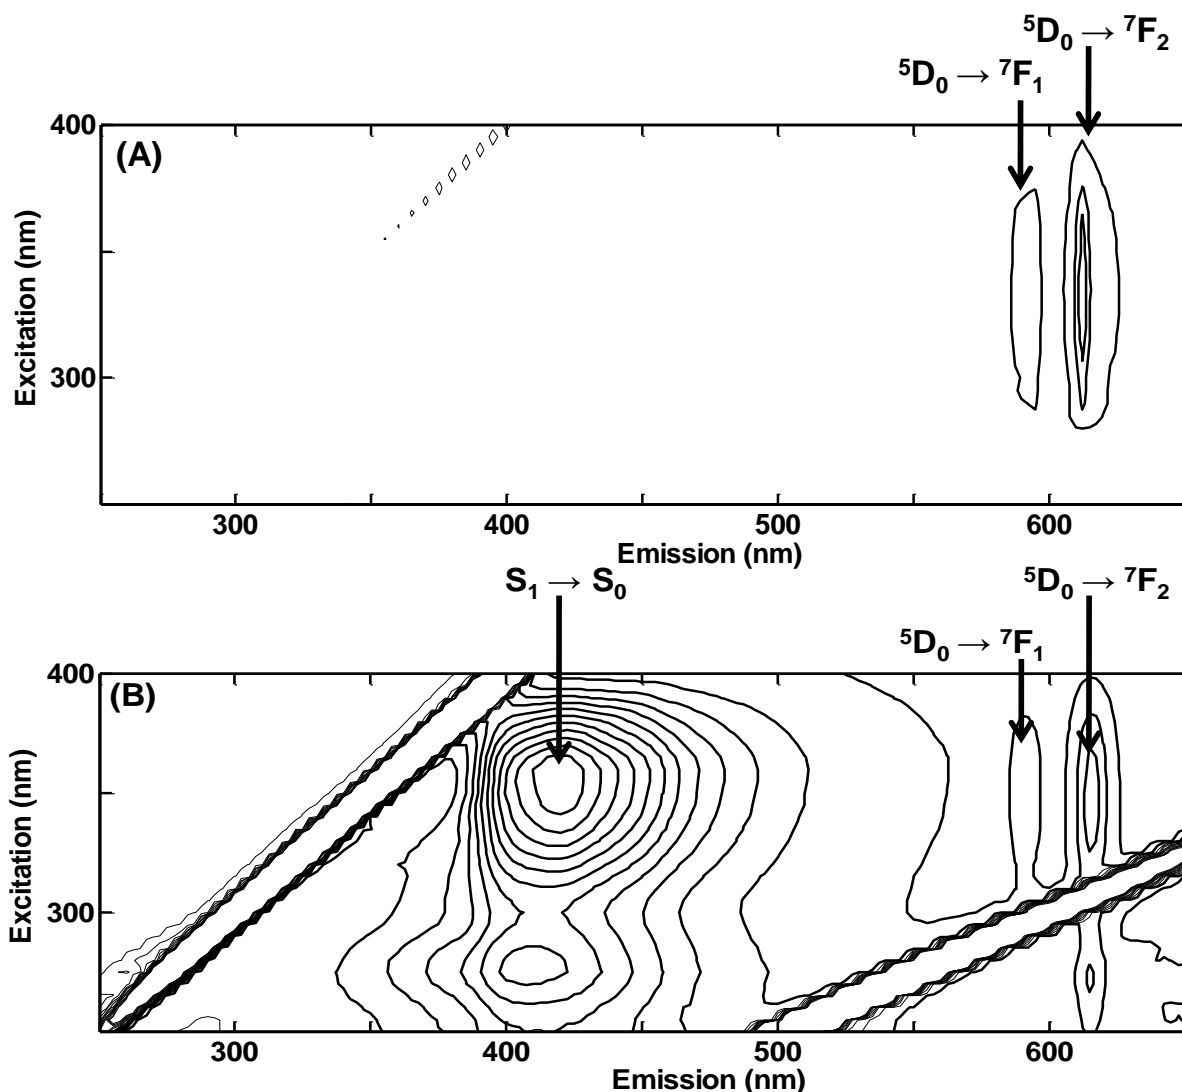 ⁵D₀ → ⁷F₂
⁵D₀ → ⁷F₁
400
(A)
Excitation (nm)
300
300 400 500 600
Emission (nm)
S₁ → S₀
⁵D₀ → ⁷F₂
⁵D₀ → ⁷F₁
400
(B)
Excitation (nm)
300
300 400 500 600
Emission (nm)